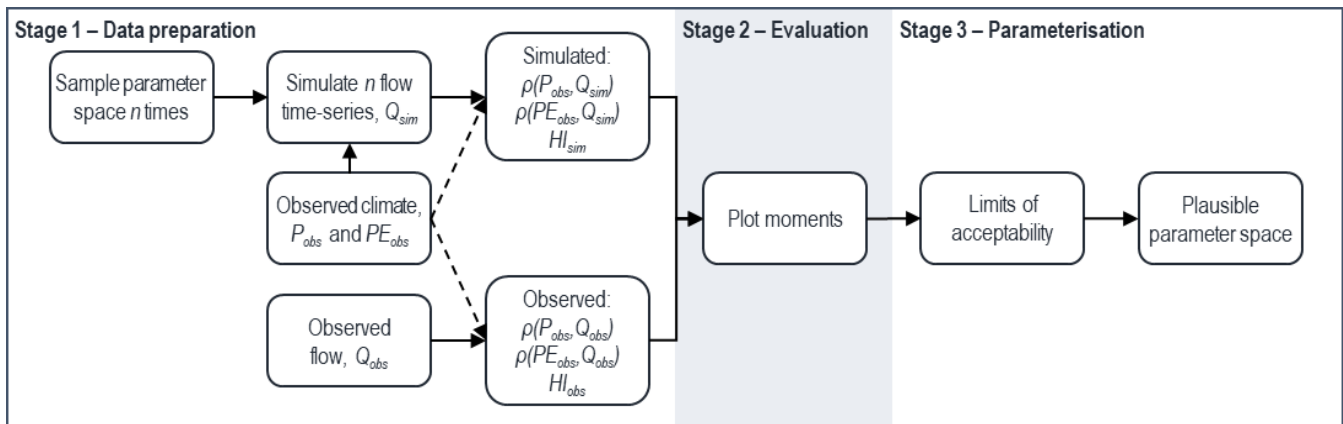 Stage 1 – Data preparation
Sample parameter
space n times
Simulate n flow
time-series, Qsim
Observed climate,
Pobs and PEobs
Observed
flow, Qobs
Simulated:
ρ(Pobs,Qsim)
ρ(PEobs,Qsim)
HIsim
Observed:
ρ(Pobs,Qobs)
ρ(PEobs,Qobs)
HIobs
Stage 2 – Evaluation
Plot moments
Stage 3 – Parameterisation
Limits of
acceptability
Plausible
parameter space